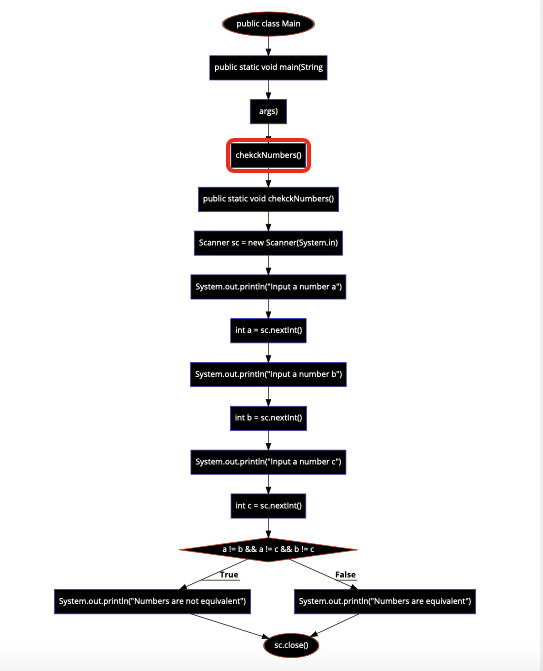 public class Main
public static void main(String
args)
chekckNumbers()
public static void chekckNumbers()
Scanner sc = new Scanner(System.in)
System.out.println("Input a number a")
int a = sc.nextInt()
System.out.println("Input a number b")
int b = sc.nextInt()
System.out.println("Input a number c")
int c = sc.nextInt()
a != b && a != c && b != c
True
False
System.out.println("Numbers are not equivalent")
System.out.println("Numbers are equivalent")
sc.close()